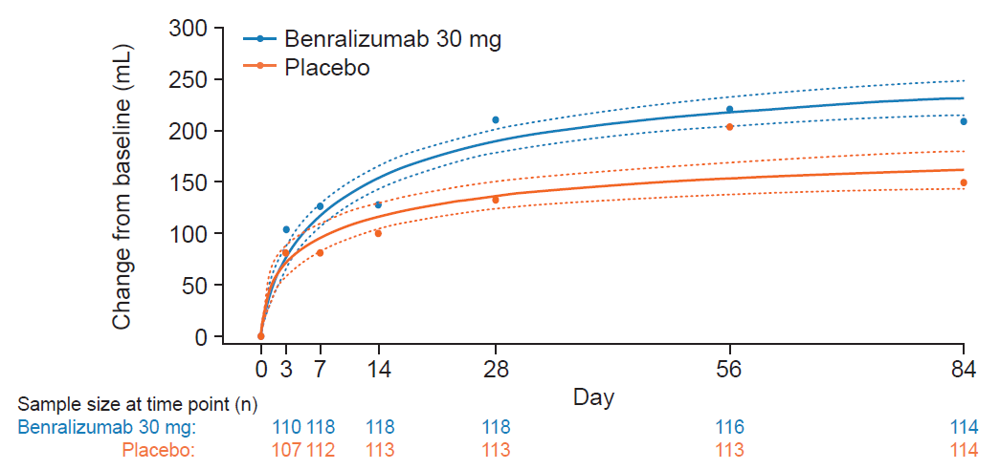 300
250
200
150
100
50
0
Change from baseline (mL)
Benralizumab 30 mg
Placebo
0 3 7 14 28 56 84
Day
Sample size at time point (n)
Benralizumab 30 mg: 110 118 118 118 116 114
Placebo: 107 112 113 113 113 114